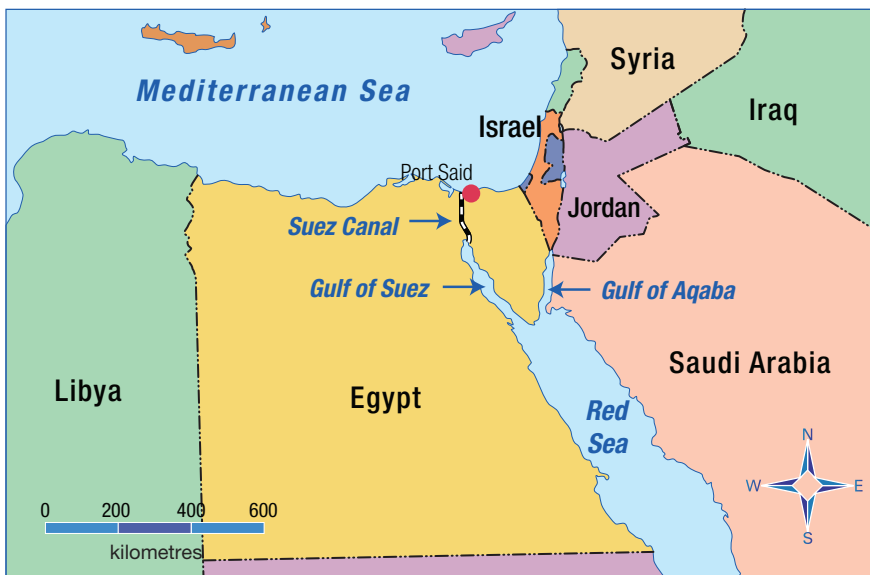 Syria
Mediterranean Sea
Iraq
Israel
Port Said
Jordan
Suez Canal
Gulf of Suez
Gulf of Aqaba
Saudi Arabia
Libya
Egypt
Red
Sea
N
W
E
S
0 200 400 600
kilometres